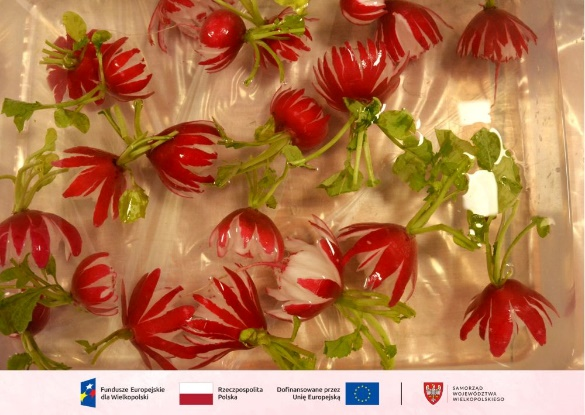 Fundusze Europejskie
dla Wielkopolski
Rzeczpospolita
Polska
Dofinansowane przez
Unię Europejską
SAMORZĄD
WOJEWÓDZTWA
WIELKOPOLSKIEGO